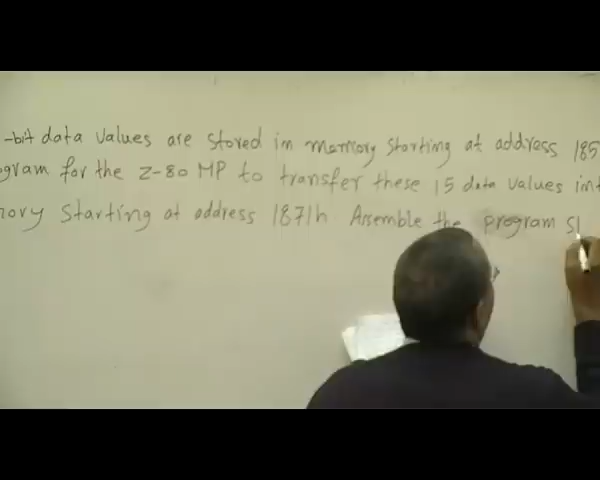 -bit data values are stored in memory starting at address 185
ogram for the Z-80 MP to transfer these 15 data values int
mory starting at address 1871h. Assemble the program s